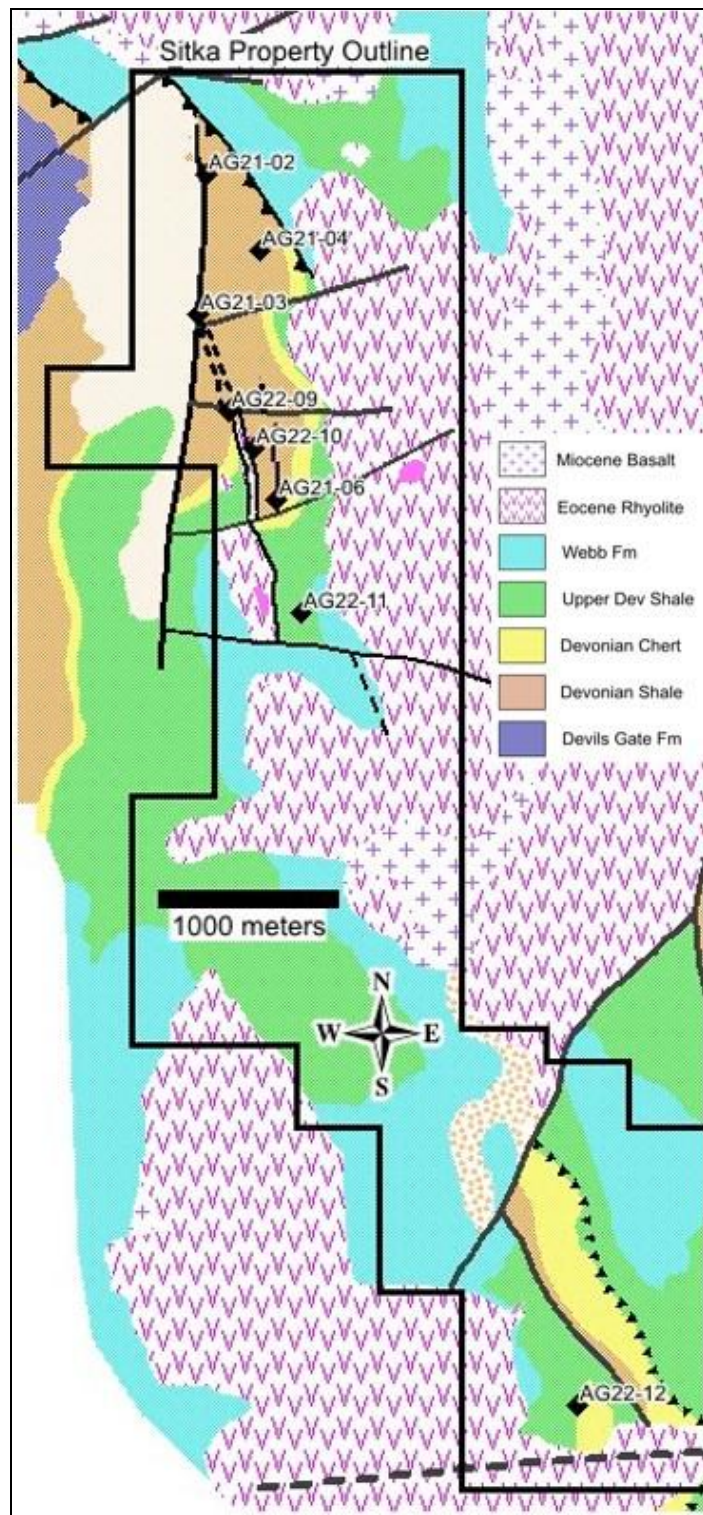 Sitka Property Outline
AG21-02
AG21-04
AG21-03
AG22-09
AG22-10
AG21-06
AG22-11
Miocene Basalt
Eocene Rhyolite
Webb Fm
Upper Dev Shale
Devonian Chert
Devonian Shale
Devils Gate Fm
1000 meters
N
W E
S
AG22-12